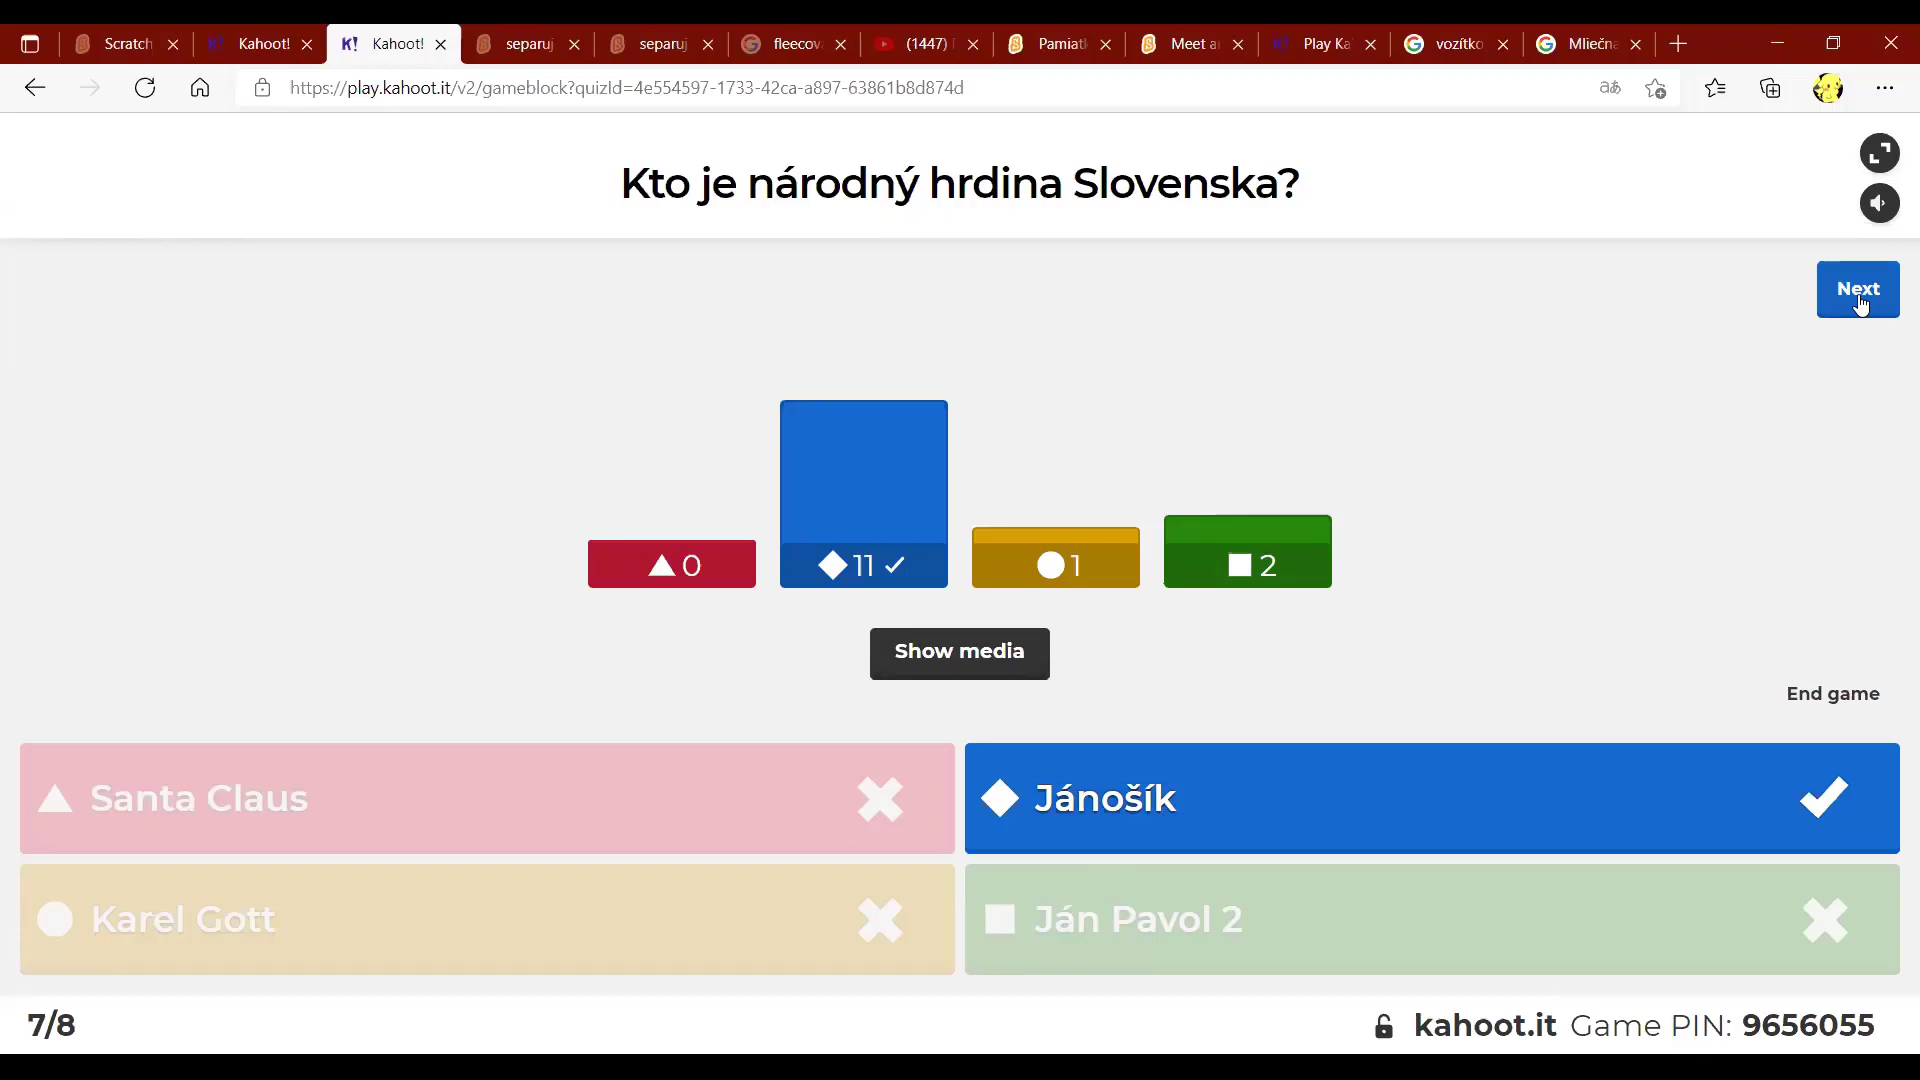 Scratch
Kahoot!
Kahoot!
separuj
separuj
fleecov
(1447)
Pamiat
Meet a
Play Ka
vozítko
Mliečn
https://play.kahoot.it/v2/gameblock?quizId=4e554597-1733-42ca-a897-63861b8d874d
Kto je národný hrdina Slovenska?
Next
0
11
1
2
Show media
End game
Santa Claus
Jánošík
Karel Gott
Ján Pavol 2
7/8
kahoot.it Game PIN: 9656055